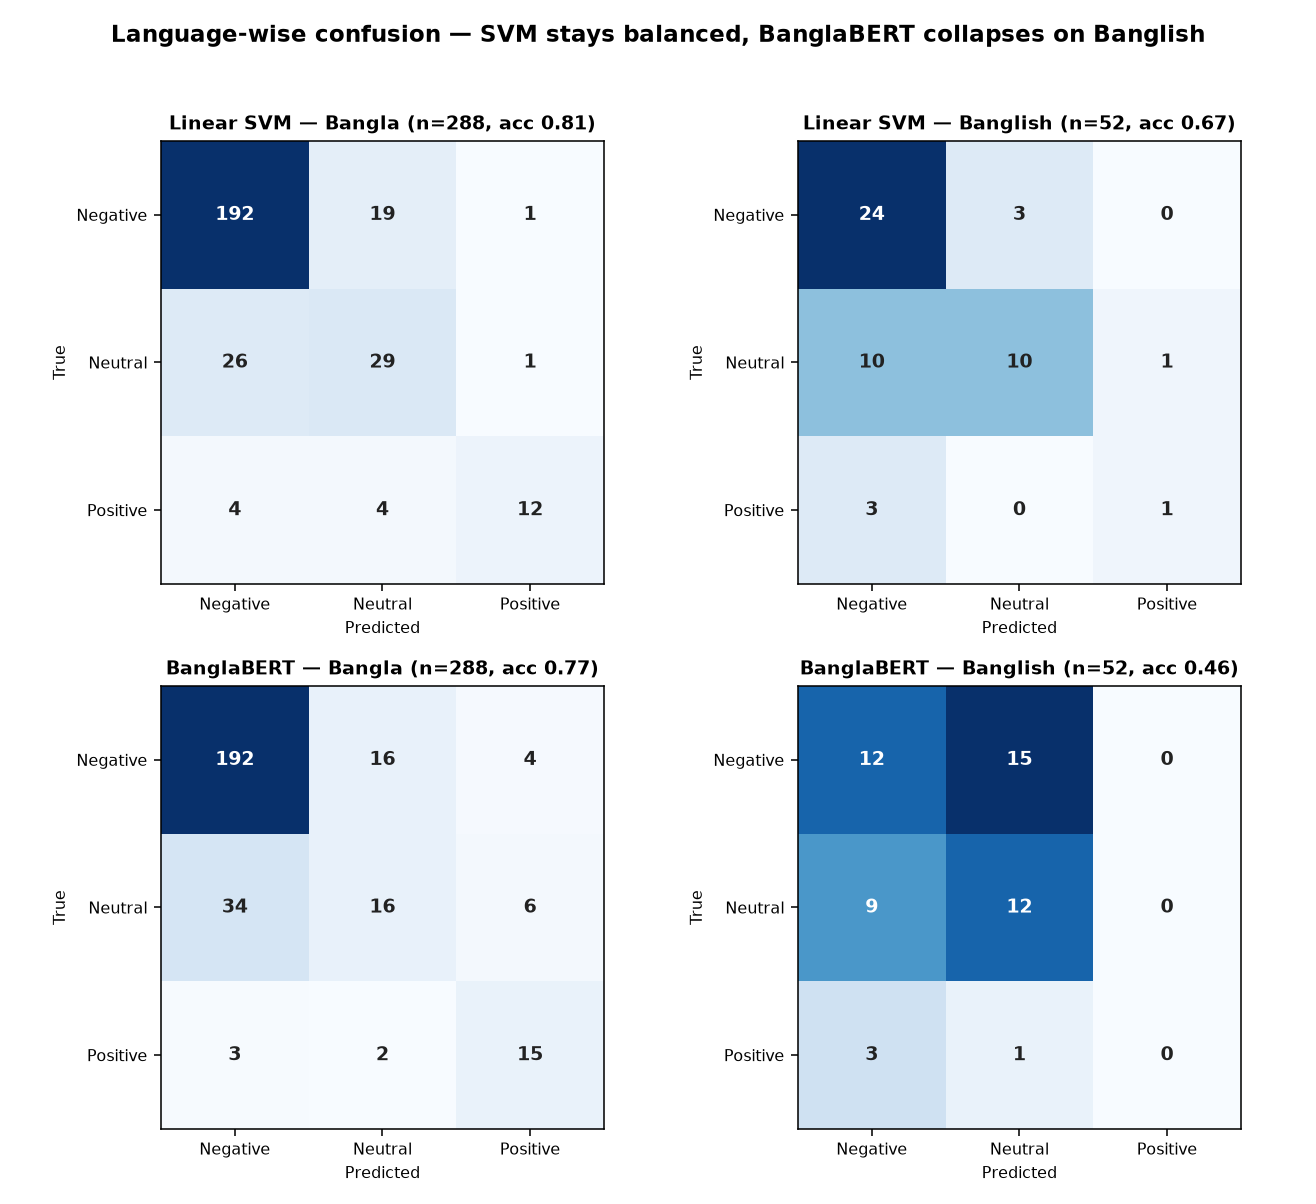 Language-wise confusion — SVM stays balanced, BanglaBERT collapses on Banglish
Linear SVM — Bangla (n=288, acc 0.81)
True
Negative 192 19 1
Neutral 26 29 1
Positive 4 4 12
Negative Neutral Positive
Predicted
Linear SVM — Banglish (n=52, acc 0.67)
True
Negative 24 3 0
Neutral 10 10 1
Positive 3 0 1
Negative Neutral Positive
Predicted
BanglaBERT — Bangla (n=288, acc 0.77)
True
Negative 192 16 4
Neutral 34 16 6
Positive 3 2 15
Negative Neutral Positive
Predicted
BanglaBERT — Banglish (n=52, acc 0.46)
True
Negative 12 15 0
Neutral 9 12 0
Positive 3 1 0
Negative Neutral Positive
Predicted